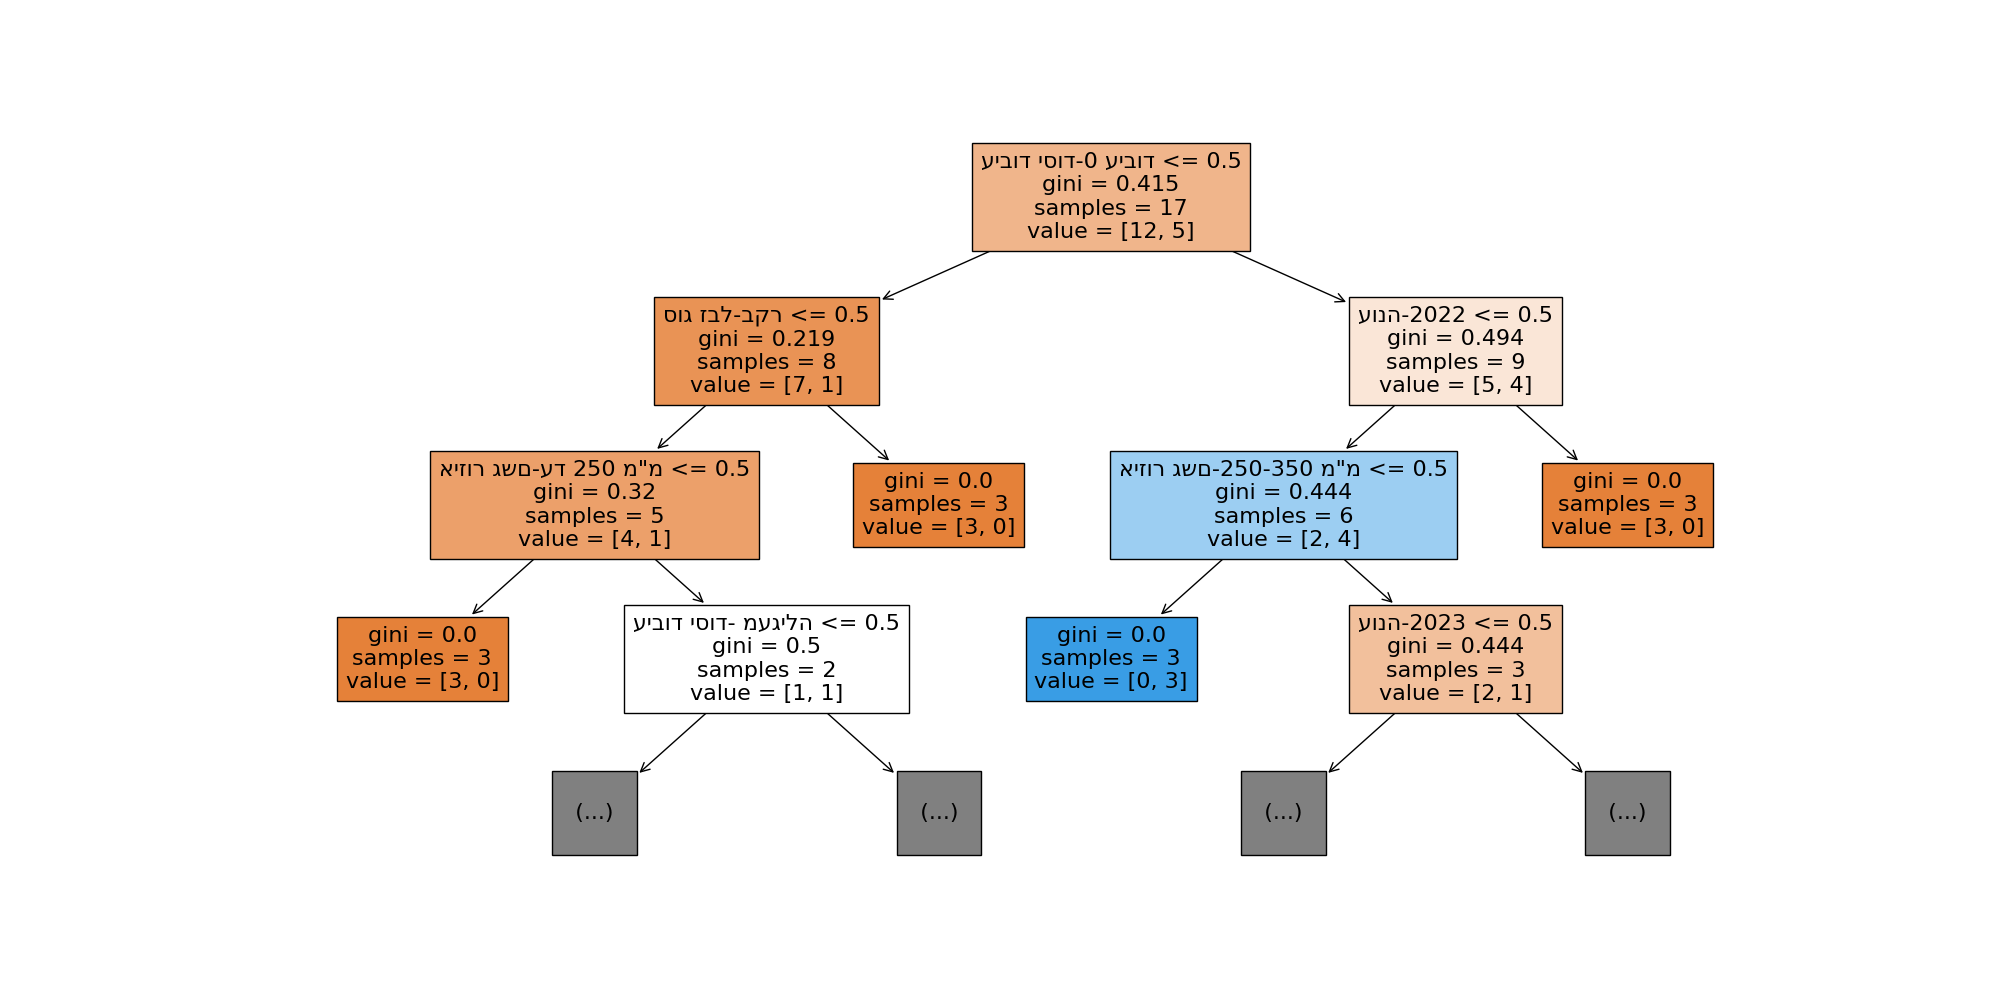 עיבוד יסוד-0 עיבוד <= 0.5
gini = 0.415
samples = 17
value = [12, 5]
סוג זבל-בקר <= 0.5
gini = 0.219
samples = 8
value = [7, 1]
עונה-2022 <= 0.5
gini = 0.494
samples = 9
value = [5, 4]
איזור גשם-עד 250 מ"מ <= 0.5
gini = 0.32
samples = 5
value = [4, 1]
gini = 0.0
samples = 3
value = [3, 0]
איזור גשם-250-350 מ"מ <= 0.5
gini = 0.444
samples = 6
value = [2, 4]
gini = 0.0
samples = 3
value = [3, 0]
gini = 0.0
samples = 3
value = [3, 0]
עיבוד יסוד- מעגילה <= 0.5
gini = 0.5
samples = 2
value = [1, 1]
gini = 0.0
samples = 3
value = [0, 3]
עונה-2023 <= 0.5
gini = 0.444
samples = 3
value = [2, 1]
(...)
(...)
(...)
(...)